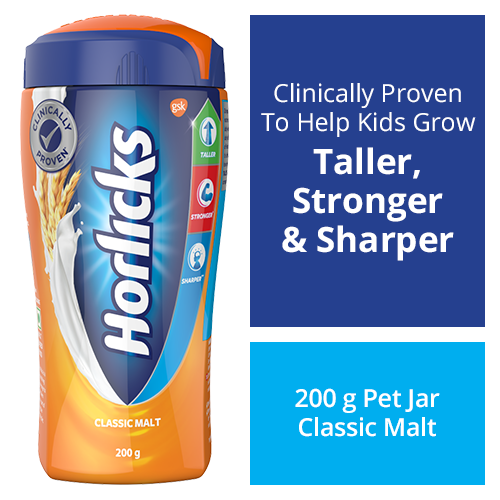 CLINICALLY
PROVEN
gsk
Horlicks
TALLER
STRONGER
SHARPER™
CLASSIC MALT
200 g
Clinically Proven
To Help Kids Grow
Taller,
Stronger
& Sharper
200 g Pet Jar
Classic Malt